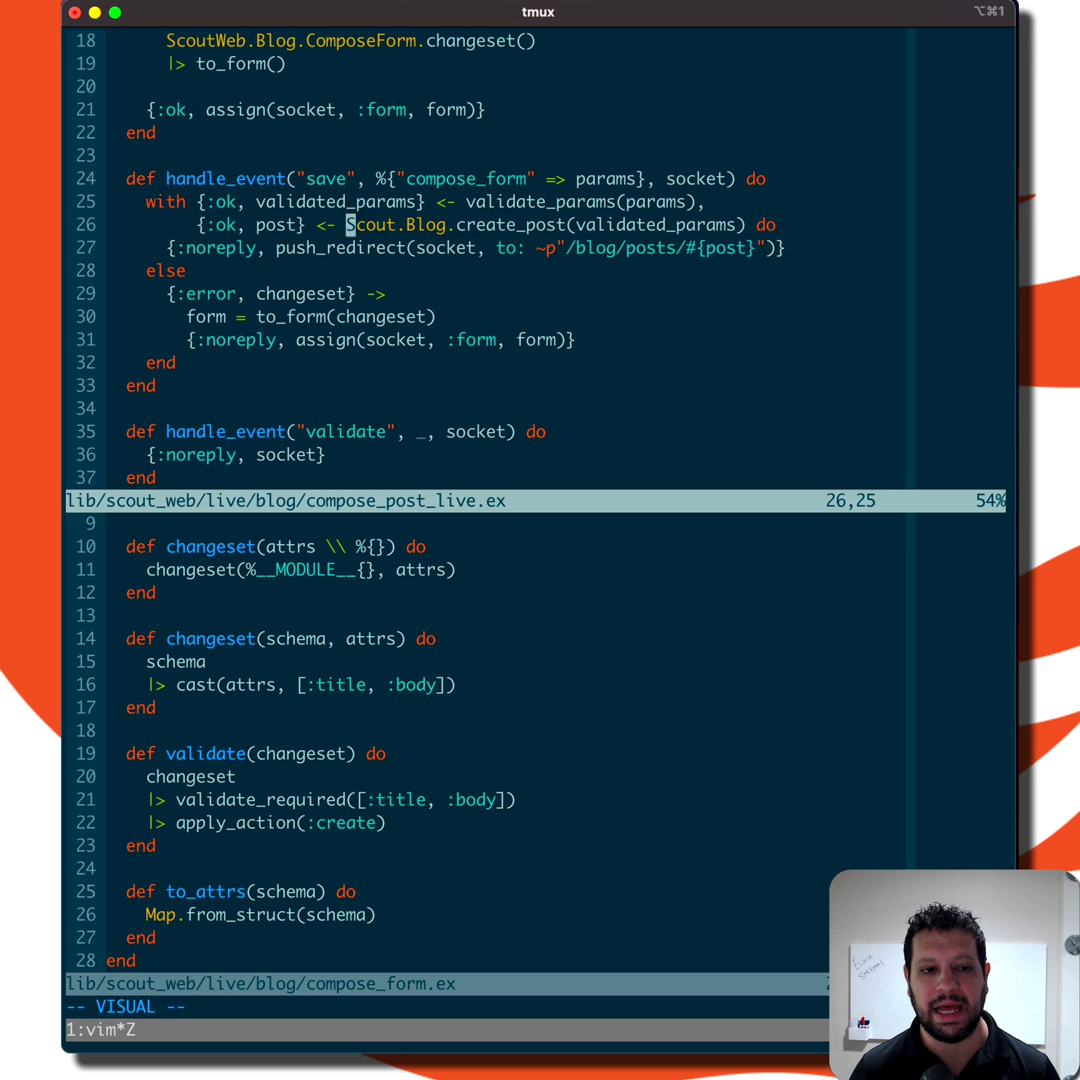 tmux
⌥⌘1
18 ScoutWeb.Blog.ComposeForm.changeset()
19 |> to_form()
20
21 {:ok, assign(socket, :form, form)}
22 end
23
24 def handle_event("save", %{"compose_form" => params}, socket) do
25 with {:ok, validated_params} <- validate_params(params),
26 {:ok, post} <- Scout.Blog.create_post(validated_params) do
27 {:noreply, push_redirect(socket, to: ~p"/blog/posts/#{post}")}
28 else
29 {:error, changeset} ->
30 form = to_form(changeset)
31 {:noreply, assign(socket, :form, form)}
32 end
33 end
34
35 def handle_event("validate", _, socket) do
36 {:noreply, socket}
37 end
lib/scout_web/live/blog/compose_post_live.ex 26,25 54%
9
10 def changeset(attrs \\ %{}) do
11 changeset(%__MODULE__{}, attrs)
12 end
13
14 def changeset(schema, attrs) do
15 schema
16 |> cast(attrs, [:title, :body])
17 end
18
19 def validate(changeset) do
20 changeset
21 |> validate_required([:title, :body])
22 |> apply_action(:create)
23 end
24
25 def to_attrs(schema) do
26 Map.from_struct(schema)
27 end
28 end
lib/scout_web/live/blog/compose_form.ex
-- VISUAL --
1:vim*Z